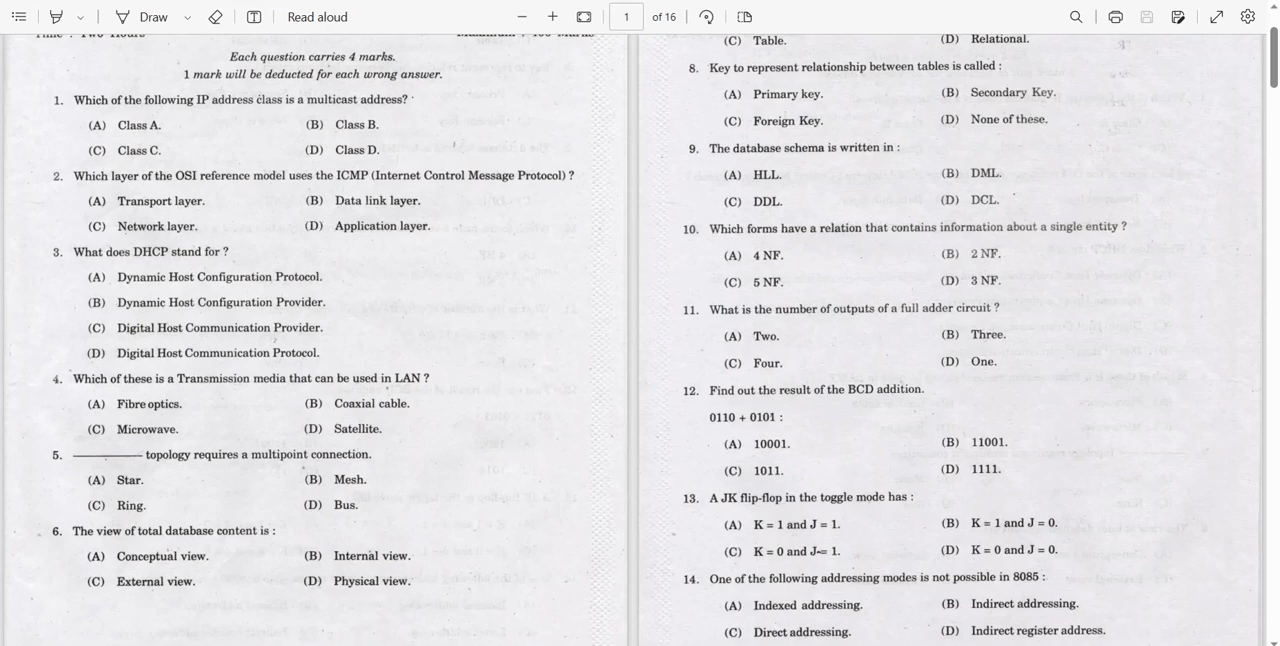 Draw
Read aloud
1
of 16
Each question carries 4 marks.
1 mark will be deducted for each wrong answer.
1. Which of the following IP address class is a multicast address?
(A) Class A. (B) Class B.
(C) Class C. (D) Class D.
2. Which layer of the OSI reference model uses the ICMP (Internet Control Message Protocol) ?
(A) Transport layer. (B) Data link layer.
(C) Network layer. (D) Application layer.
3. What does DHCP stand for ?
(A) Dynamic Host Configuration Protocol.
(B) Dynamic Host Configuration Provider.
(C) Digital Host Communication Provider.
(D) Digital Host Communication Protocol.
4. Which of these is a Transmission media that can be used in LAN ?
(A) Fibre optics. (B) Coaxial cable.
(C) Microwave. (D) Satellite.
5. ________ topology requires a multipoint connection.
(A) Star. (B) Mesh.
(C) Ring. (D) Bus.
6. The view of total database content is :
(A) Conceptual view. (B) Internal view.
(C) External view. (D) Physical view.
(C) Table. (D) Relational.
8. Key to represent relationship between tables is called :
(A) Primary key. (B) Secondary Key.
(C) Foreign Key. (D) None of these.
9. The database schema is written in :
(A) HLL. (B) DML.
(C) DDL. (D) DCL.
10. Which forms have a relation that contains information about a single entity ?
(A) 4 NF. (B) 2 NF.
(C) 5 NF. (D) 3 NF.
11. What is the number of outputs of a full adder circuit ?
(A) Two. (B) Three.
(C) Four. (D) One.
12. Find out the result of the BCD addition.
0110 + 0101 :
(A) 10001. (B) 11001.
(C) 1011. (D) 1111.
13. A JK flip-flop in the toggle mode has :
(A) K = 1 and J = 1. (B) K = 1 and J = 0.
(C) K = 0 and J = 1. (D) K = 0 and J = 0.
14. One of the following addressing modes is not possible in 8085 :
(A) Indexed addressing. (B) Indirect addressing.
(C) Direct addressing. (D) Indirect register address.